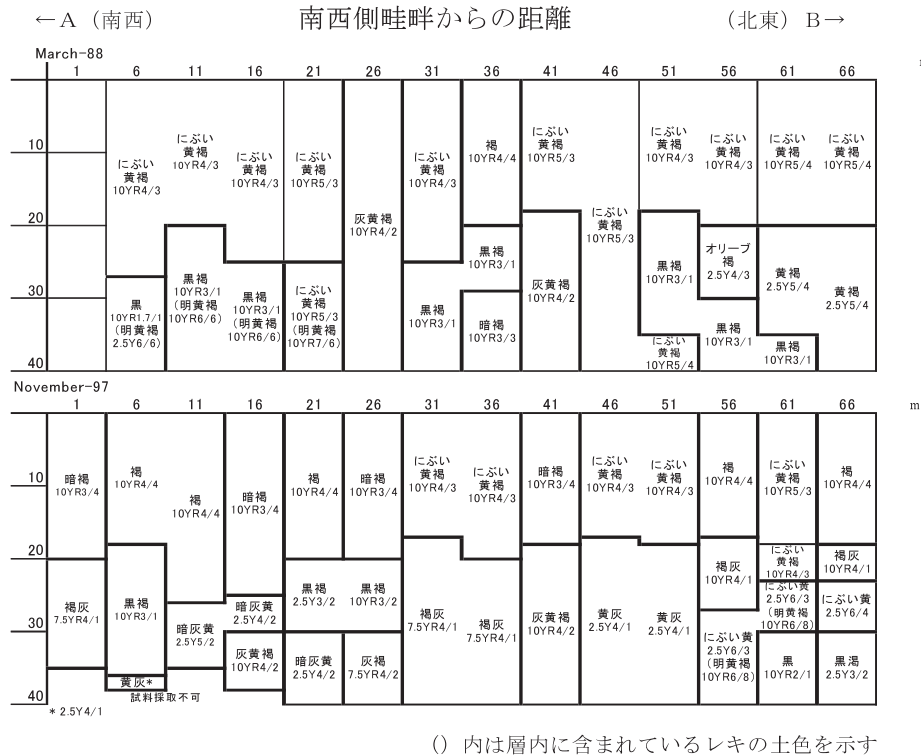 ←A（南西） 南西側畦畔からの距離 （北東）B→
March-88
1 6 11 16 21 26 31 36 41 46 51 56 61 66
10
20
30
40
にぶい
黄褐
10YR4/3
黒
10YR1.7/1
(明黄褐
2.5Y6/6)
にぶい
黄褐
10YR4/3
黒褐
10YR3/1
(明黄褐
10YR6/6)
にぶい
黄褐
10YR4/3
黒褐
10YR3/1
(明黄褐
10YR6/6)
にぶい
黄褐
10YR5/3
にぶい
黄褐
10YR5/3
(明黄褐
10YR7/6)
灰黄褐
10YR4/2
にぶい
黄褐
10YR4/3
黒褐
10YR3/1
褐
10YR4/4
黒褐
10YR3/1
暗褐
10YR3/3
にぶい
黄褐
10YR5/3
灰黄褐
10YR4/2
にぶい
黄褐
10YR5/3
にぶい
黄褐
10YR4/3
黒褐
10YR3/1
にぶい
黄褐
10YR5/4
にぶい
黄褐
10YR4/3
オリーブ
褐
2.5Y4/3
黒褐
10YR3/1
にぶい
黄褐
10YR5/4
黄褐
2.5Y5/4
黒褐
10YR3/1
にぶい
黄褐
10YR5/4
黄褐
2.5Y5/4
November-97
1 6 11 16 21 26 31 36 41 46 51 56 61 66
m
10
20
30
40
暗褐
10YR3/4
褐灰
7.5YR4/1
褐
10YR4/4
黒褐
10YR3/1
黄灰*
褐
10YR4/4
暗灰黄
2.5Y5/2
試料採取不可
暗褐
10YR3/4
暗灰黄
2.5Y4/2
灰黄褐
10YR4/2
褐
10YR4/4
黒褐
2.5Y3/2
暗灰黄
2.5Y4/2
暗褐
10YR3/4
黒褐
10YR3/2
灰褐
7.5YR4/2
にぶい
黄褐
10YR4/3
褐灰
7.5YR4/1
にぶい
黄褐
10YR4/3
褐灰
7.5YR4/1
暗褐
10YR3/4
灰黄褐
10YR4/2
にぶい
黄褐
10YR4/3
黄灰
2.5Y4/1
にぶい
黄褐
10YR4/3
黄灰
2.5Y4/1
褐
10YR4/4
褐灰
10YR4/1
にぶい黄
2.5Y6/3
(明黄褐
10YR6/8)
にぶい
黄褐
10YR5/3
にぶい
黄褐
10YR4/3
にぶい黄
2.5Y6/3
(明黄褐
10YR6/8)
黒
10YR2/1
褐
10YR4/4
褐灰
10YR4/1
にぶい黄
2.5Y6/4
黒渇
2.5Y3/2
* 2.5Y4/1
（）内は層内に含まれているレキの土色を示す